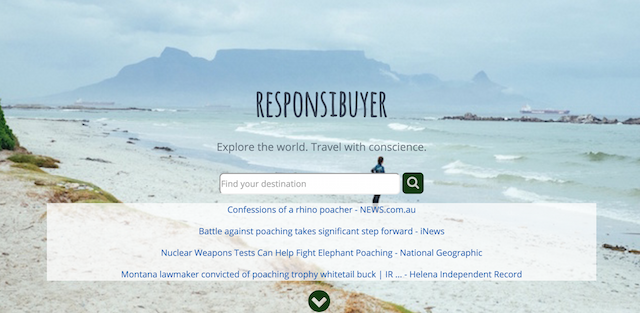 RESPONSIBUYER
Explore the world. Travel with conscience.
Find your destination
Confessions of a rhino poacher - NEWS.com.au
Battle against poaching takes significant step forward - iNews
Nuclear Weapons Tests Can Help Fight Elephant Poaching - National Geographic
Montana lawmaker convicted of poaching trophy whitetail buck | IR ... - Helena Independent Record